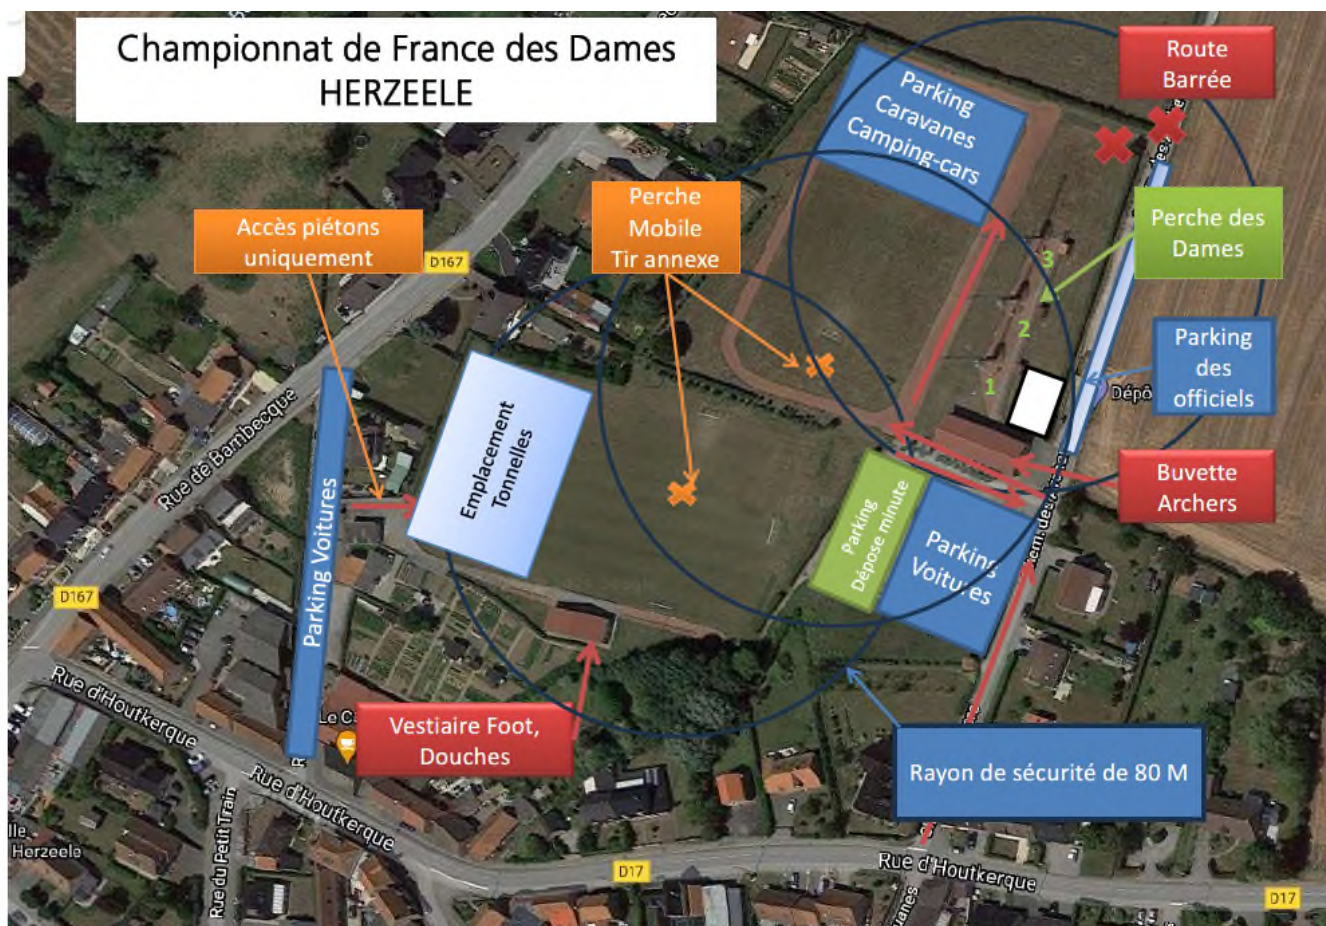 Championnat de France des Dames
HERZEELE
Route
Barrée
Parking
Caravanes
Camping-cars
Perche
Mobile
Tir annexe
Accès piétons
uniquement
D167
Perche des
Dames
3
2
1
Parking
des
officiels
Dépô
Rue de Bambecque
Emplacement
Tonnelles
Buvette
Archers
Parking
Dépose minute
Parking
Voitures
Parking Voitures
D167
Rue d'Houtkerque
Vestiaire Foot,
Douches
Rayon de sécurité de 80 M
Rue d'Houtkerque
Rue du Petit Train
Herzeele
D17
Rue d'Houtkerque
D17